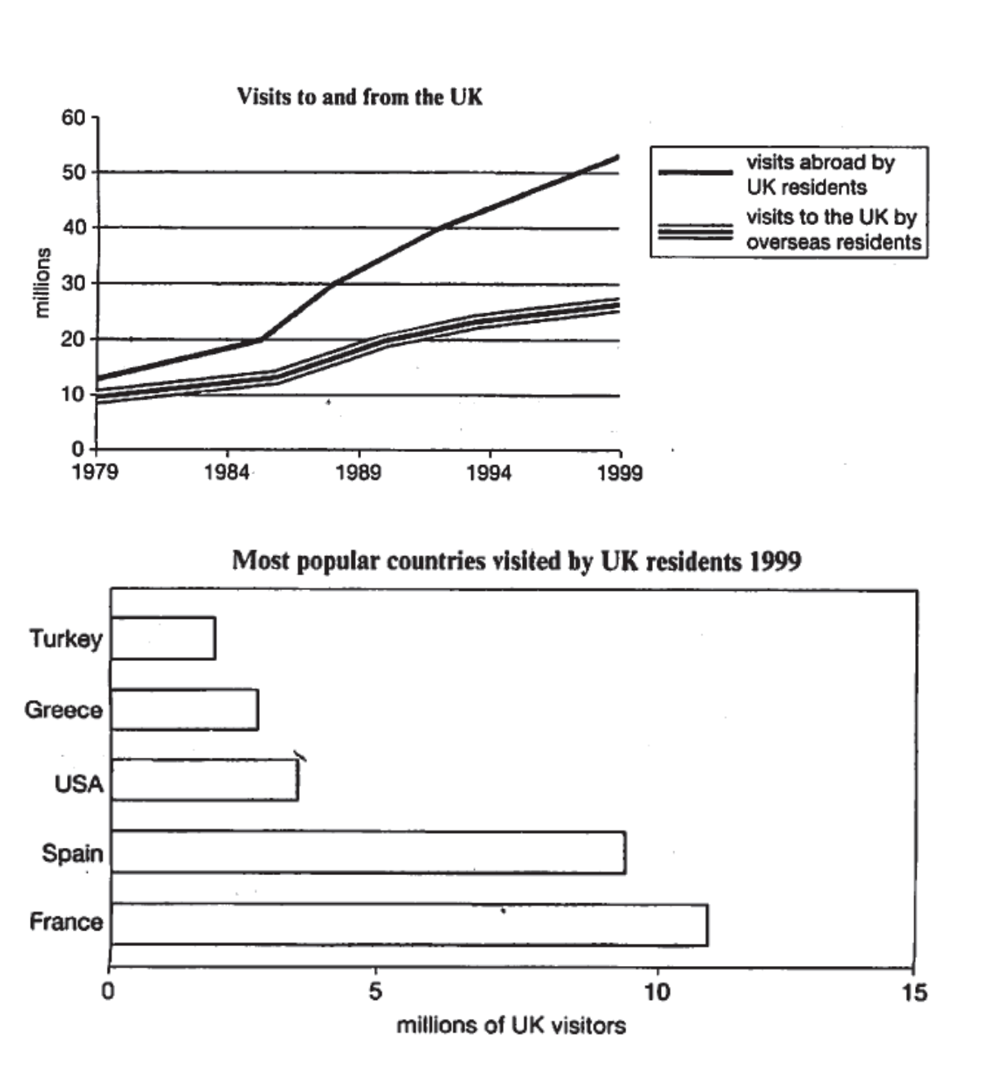 Visits to and from the UK
60
50
40
30
20
10
0
millions
1979 1984 1989 1994 1999
visits abroad by
UK residents
visits to the UK by
overseas residents
Most popular countries visited by UK residents 1999
Turkey
Greece
USA
Spain
France
0 5 10 15
millions of UK visitors